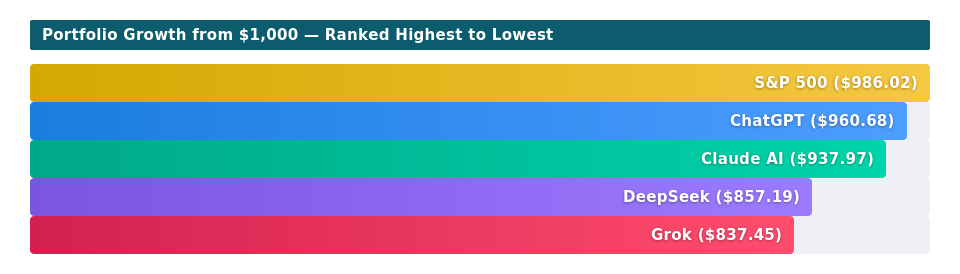 Portfolio Growth from $1,000 — Ranked Highest to Lowest
S&P 500 ($986.02)
ChatGPT ($960.68)
Claude AI ($937.97)
DeepSeek ($857.19)
Grok ($837.45)